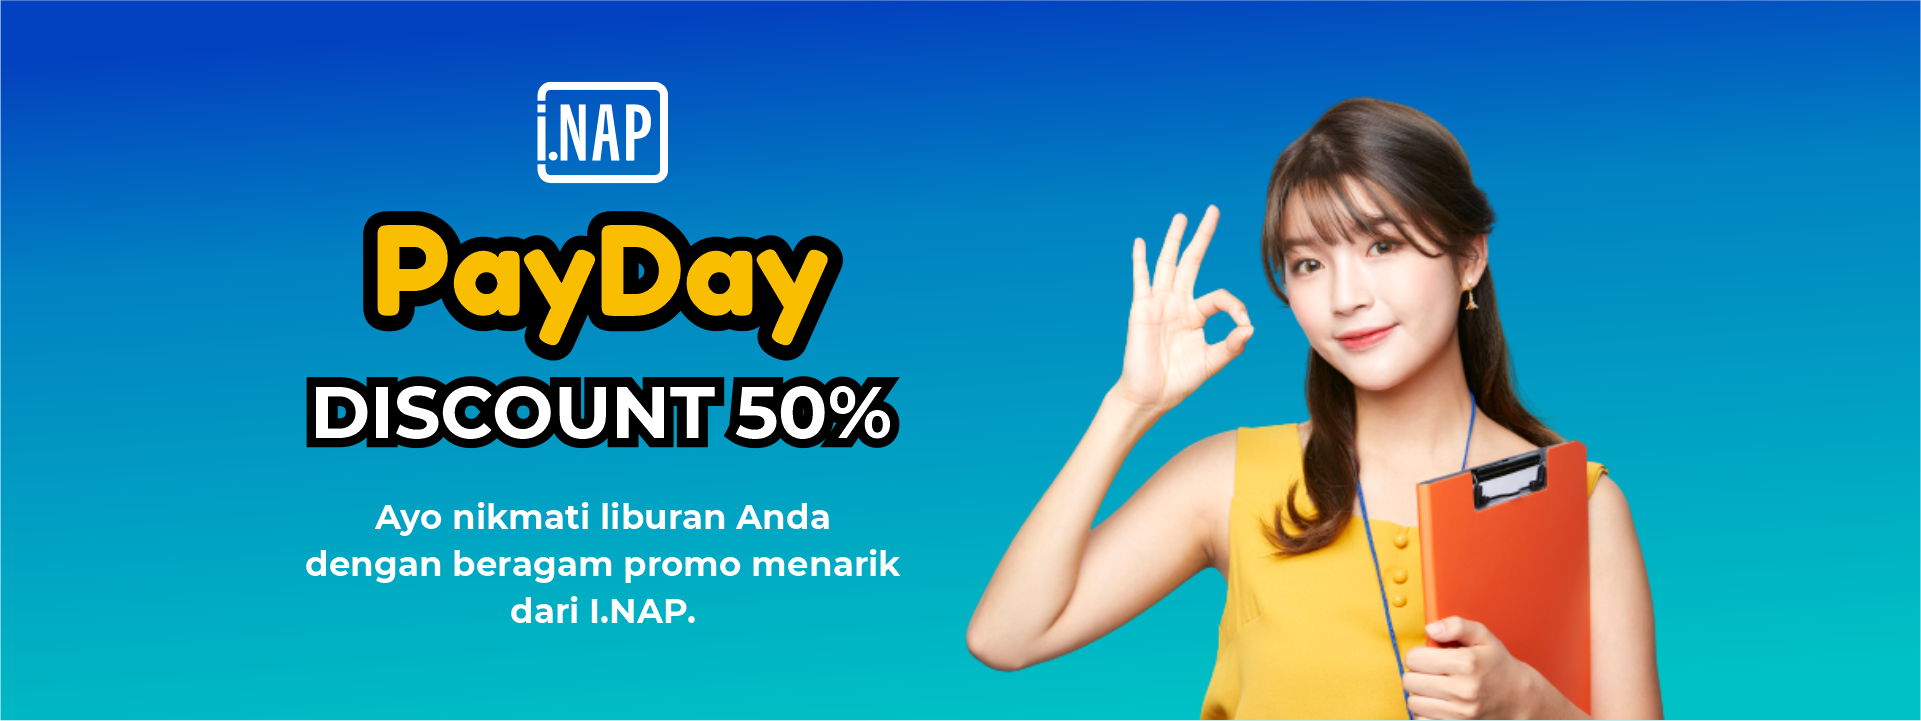 i.NAP
PayDay
DISCOUNT 50%
Ayo nikmati liburan Anda
dengan beragam promo menarik
dari I.NAP.